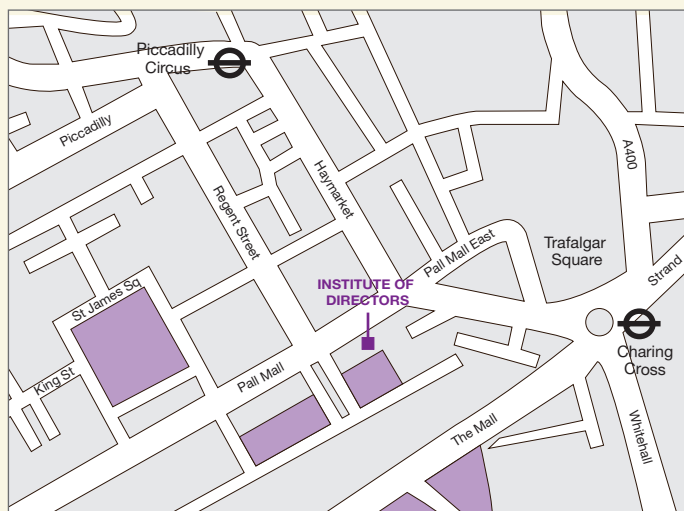 Piccadilly
Circus
Piccadilly
A400
Haymarket
Regent Street
Pall Mall East
Trafalgar
Square
Strand
INSTITUTE OF
DIRECTORS
St James Sq
Charing
Cross
King St
Pall Mall
The Mall
Whitehall